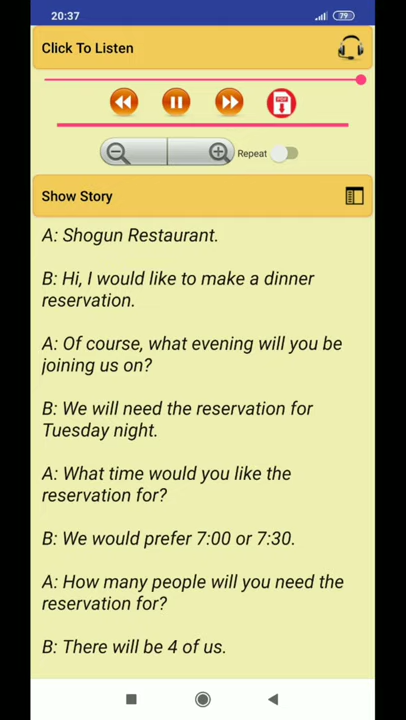 20:37
79
Click To Listen
PDF
Repeat
Show Story
A: Shogun Restaurant.
B: Hi, I would like to make a dinner
reservation.
A: Of course, what evening will you be
joining us on?
B: We will need the reservation for
Tuesday night.
A: What time would you like the
reservation for?
B: We would prefer 7:00 or 7:30.
A: How many people will you need the
reservation for?
B: There will be 4 of us.